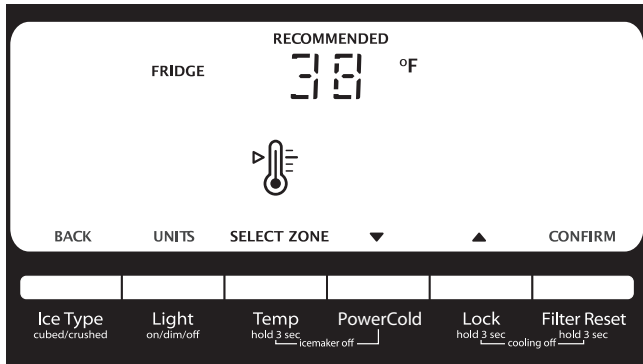 RECOMMENDED
FRIDGE 38 °F
BACK UNITS SELECT ZONE ▼ ▲ CONFIRM
Ice Type Light Temp PowerCold Lock Filter Reset
cubed/crushed on/dim/off hold 3 sec hold 3 sec hold 3 sec
icemaker off cooling off